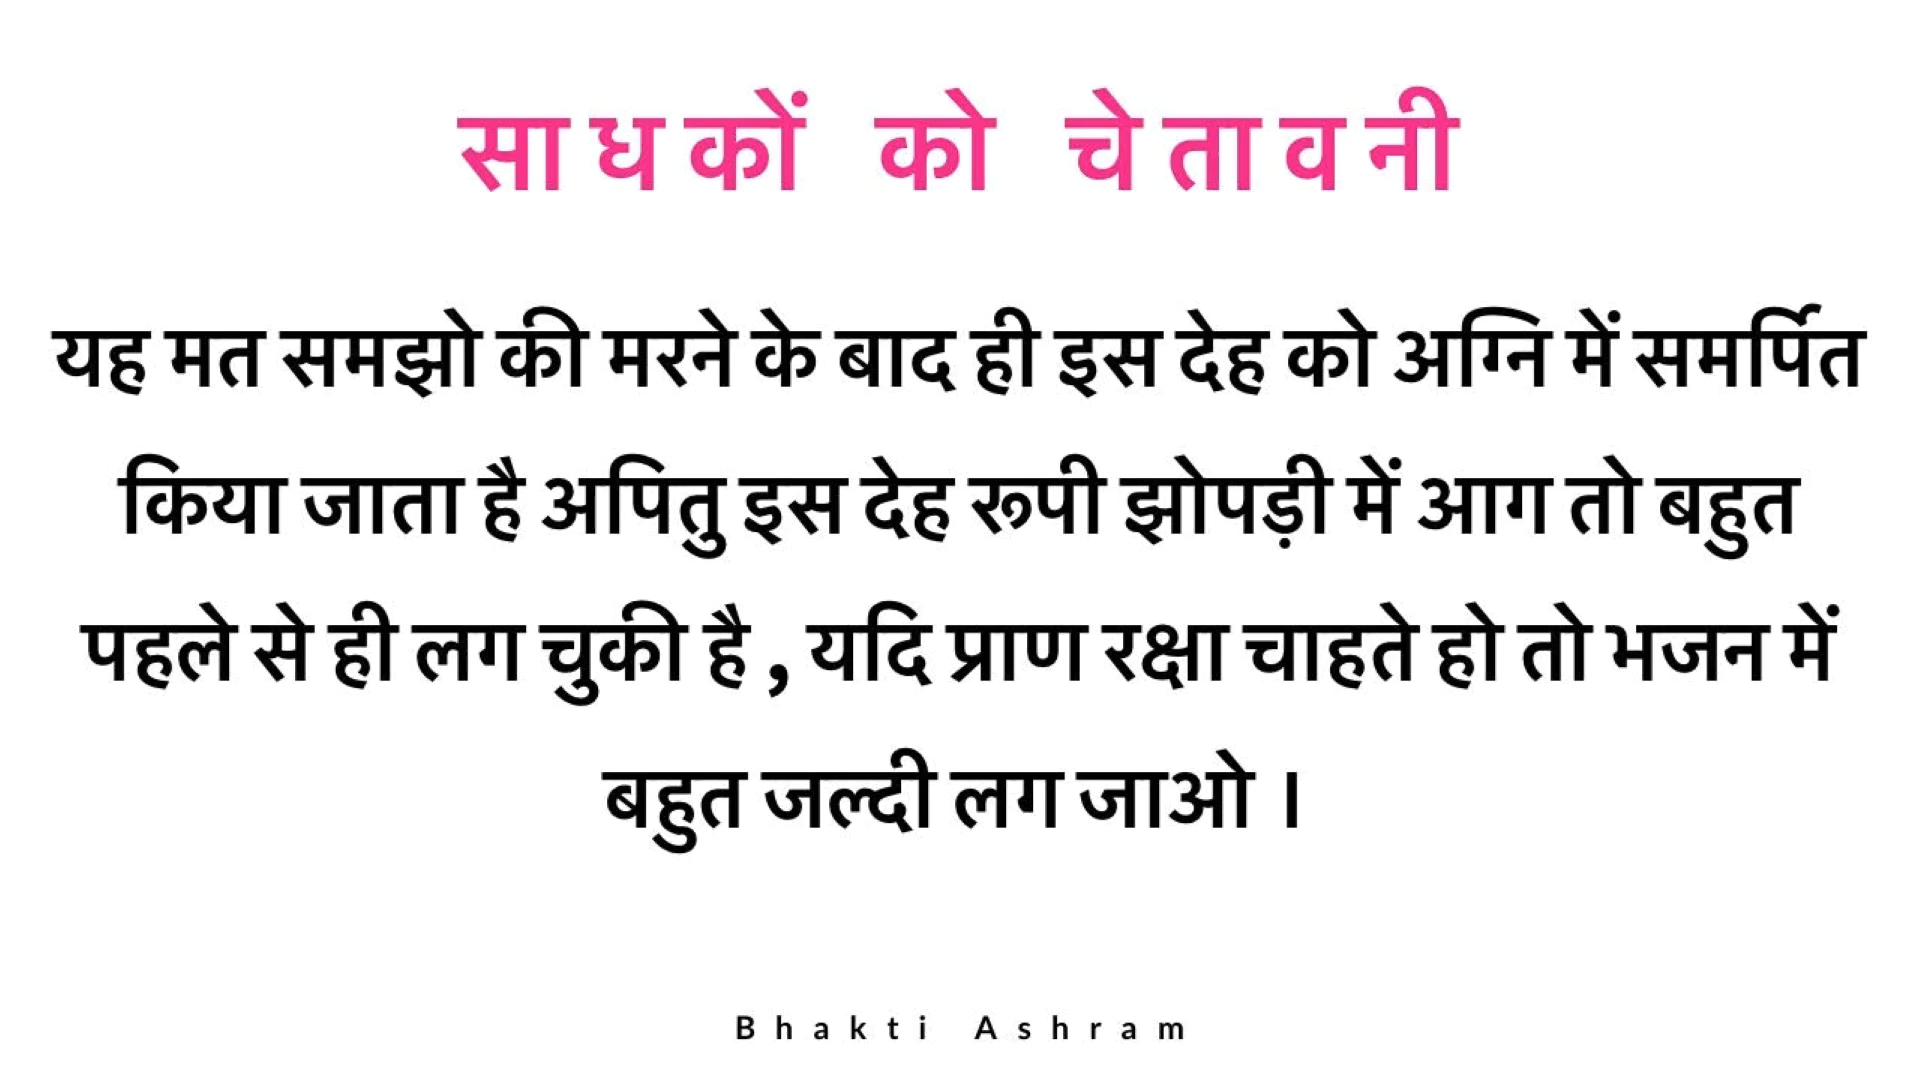 साधकों को चेतावनी
यह मत समझो की मरने के बाद ही इस देह को अग्नि में समर्पित
किया जाता है अपितु इस देह रूपी झोपड़ी में आग तो बहुत
पहले से ही लग चुकी है , यदि प्राण रक्षा चाहते हो तो भजन में
बहुत जल्दी लग जाओ ।
Bhakti Ashram